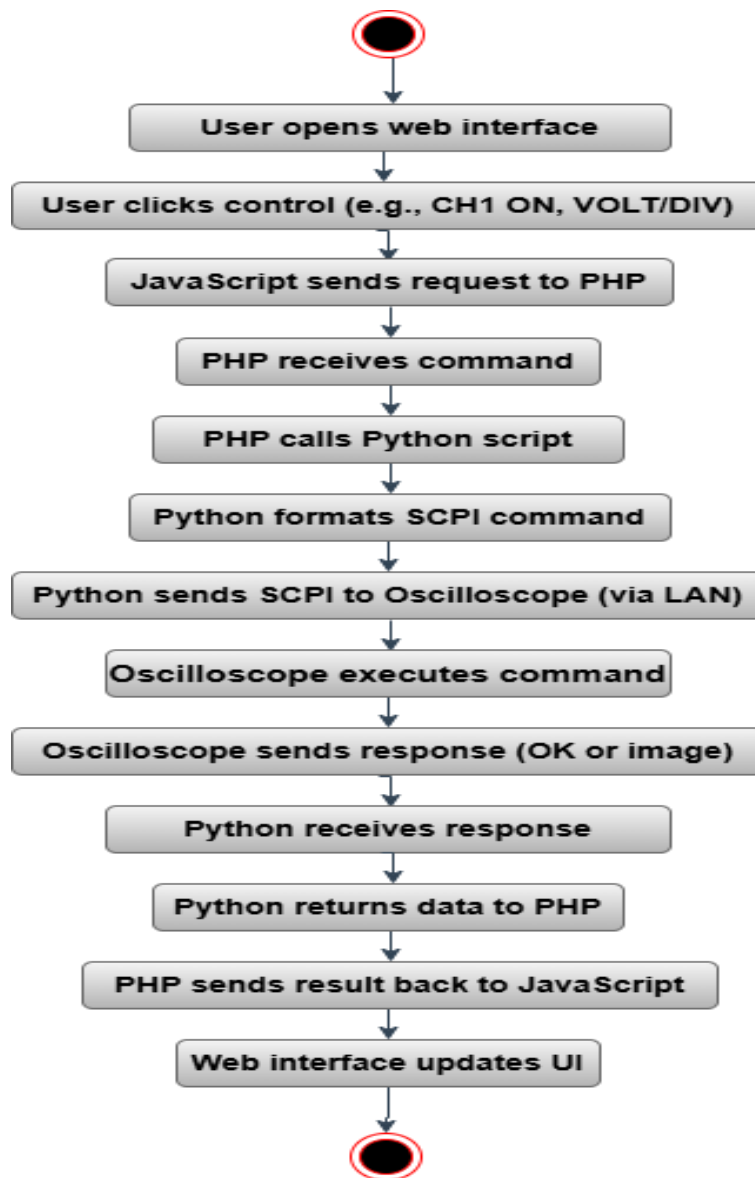 User opens web interface
User clicks control (e.g., CH1 ON, VOLT/DIV)
JavaScript sends request to PHP
PHP receives command
PHP calls Python script
Python formats SCPI command
Python sends SCPI to Oscilloscope (via LAN)
Oscilloscope executes command
Oscilloscope sends response (OK or image)
Python receives response
Python returns data to PHP
PHP sends result back to JavaScript
Web interface updates UI